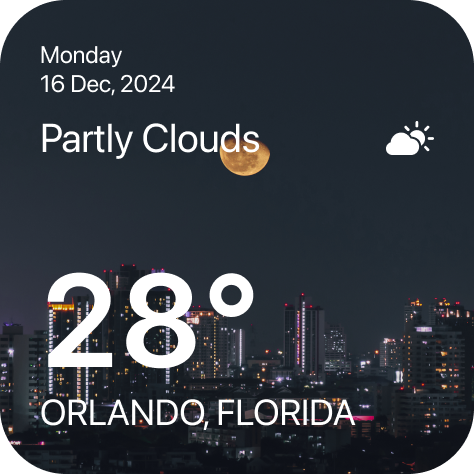 Monday
16 Dec, 2024
Partly Clouds
28°
ORLANDO, FLORIDA